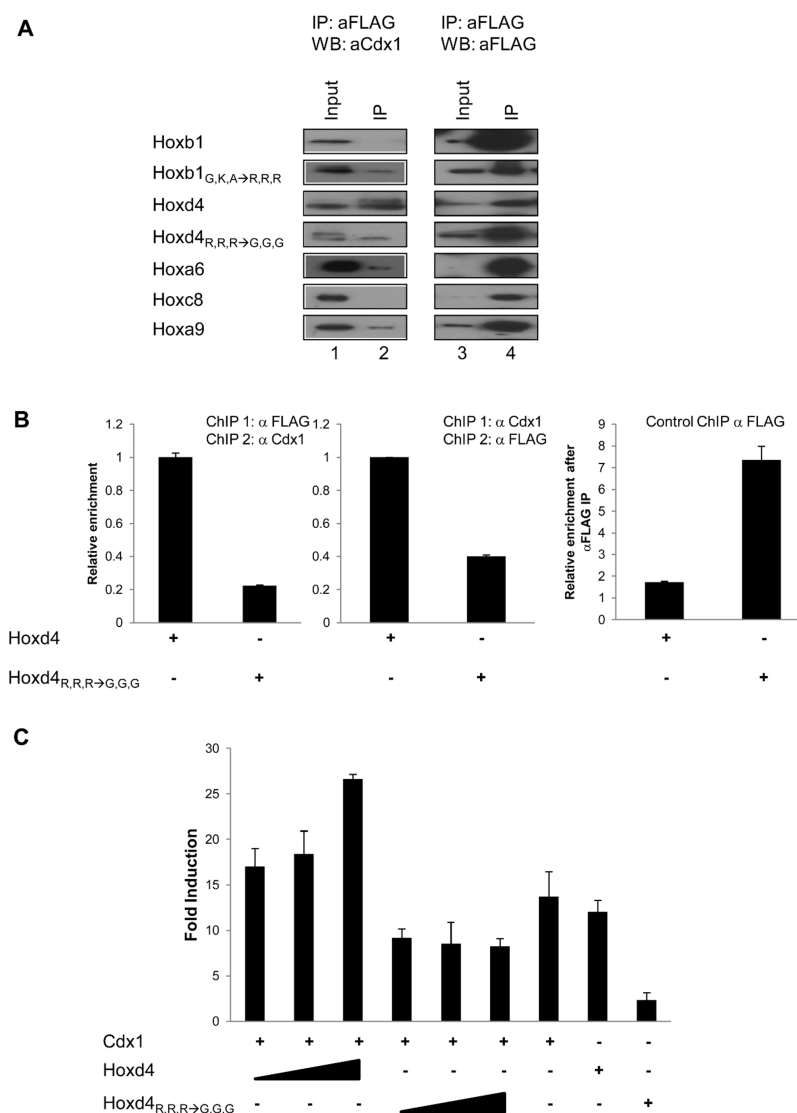 A
IP: aFLAG
WB: aCdx1
IP: aFLAG
WB: aFLAG
Input
IP
Input
IP
Hoxb1
Hoxb1G,K,A→R,R,R
Hoxd4
Hoxd4R,R,R→G,G,G
Hoxa6
Hoxc8
Hoxa9
1 2 3 4
B
ChIP 1: α FLAG
ChIP 2: α Cdx1
Relative enrichment
1.2
1
0.8
0.6
0.4
0.2
0
ChIP 1: α Cdx1
ChIP 2: α FLAG
1.2
1
0.8
0.6
0.4
0.2
0
Control ChIP α FLAG
Relative enrichment after
αFLAG IP
9
8
7
6
5
4
3
2
1
0
Hoxd4 + - + - + -
Hoxd4R,R,R→G,G,G - + - + - +
C
Fold Induction
30
25
20
15
10
5
0
Cdx1 + + + + + + + - -
Hoxd4 - - - - + -
Hoxd4R,R,R→G,G,G - - - - - +